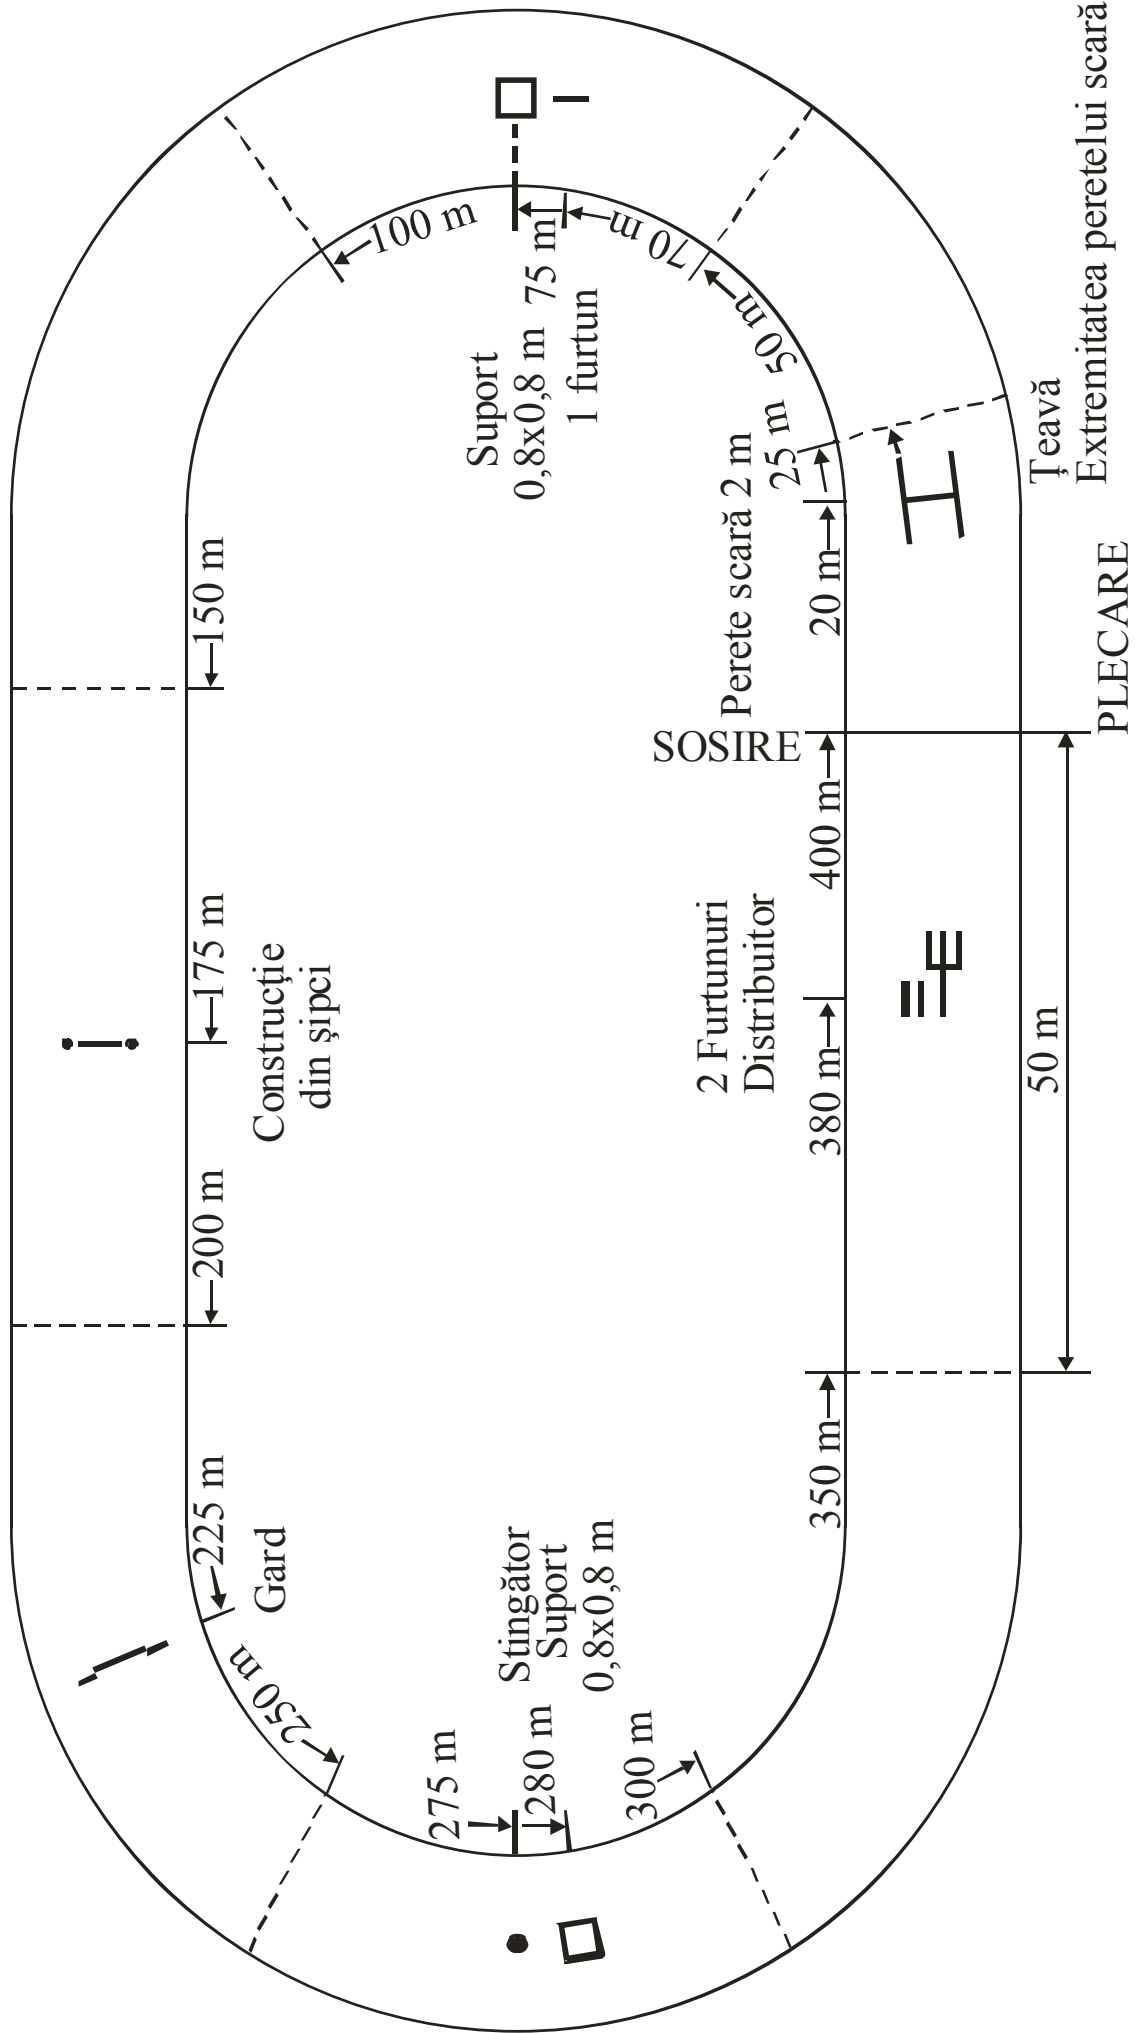 PLECARE
Țeavă
Extremitatea peretelui scară
SOSIRE
20 m
Perete scară 2 m
25 m
50 m
70 m
75 m
1 furtun
Suport
0,8x0,8 m
100 m
150 m
175 m
Construcție
din șipci
200 m
225 m
Gard
250 m
275 m
Stingător
280 m
Suport
0,8x0,8 m
300 m
350 m
380 m
2 Furtunuri
Distribuitor
400 m
50 m